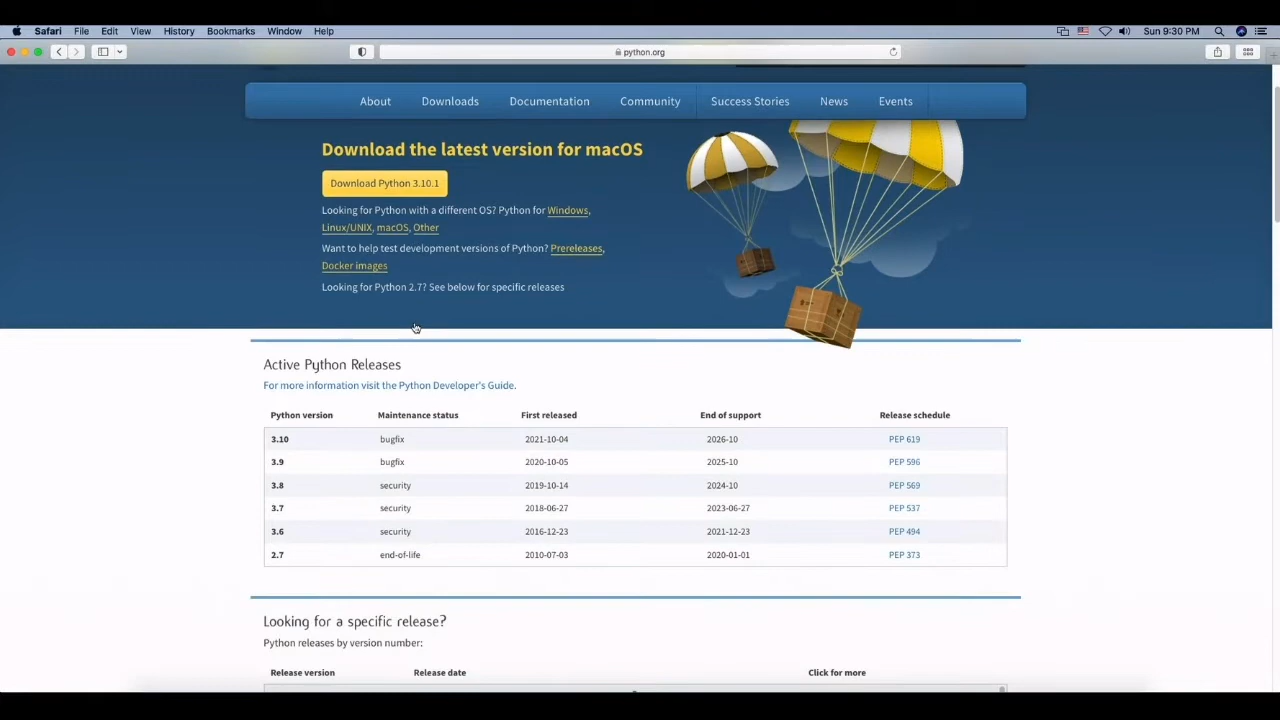 Safari File Edit View History Bookmarks Window Help Sun 9:30 PM
python.org
About Downloads Documentation Community Success Stories News Events
Download the latest version for macOS
Download Python 3.10.1
Looking for Python with a different OS? Python for Windows,
Linux/UNIX, macOS, Other
Want to help test development versions of Python? Prereleases,
Docker images
Looking for Python 2.7? See below for specific releases
Active Python Releases
For more information visit the Python Developer's Guide.
Python version Maintenance status First released End of support Release schedule
3.10 bugfix 2021-10-04 2026-10 PEP 619
3.9 bugfix 2020-10-05 2025-10 PEP 596
3.8 security 2019-10-14 2024-10 PEP 569
3.7 security 2018-06-27 2023-06-27 PEP 537
3.6 security 2016-12-23 2021-12-23 PEP 494
2.7 end-of-life 2010-07-03 2020-01-01 PEP 373
Looking for a specific release?
Python releases by version number:
Release version Release date Click for more